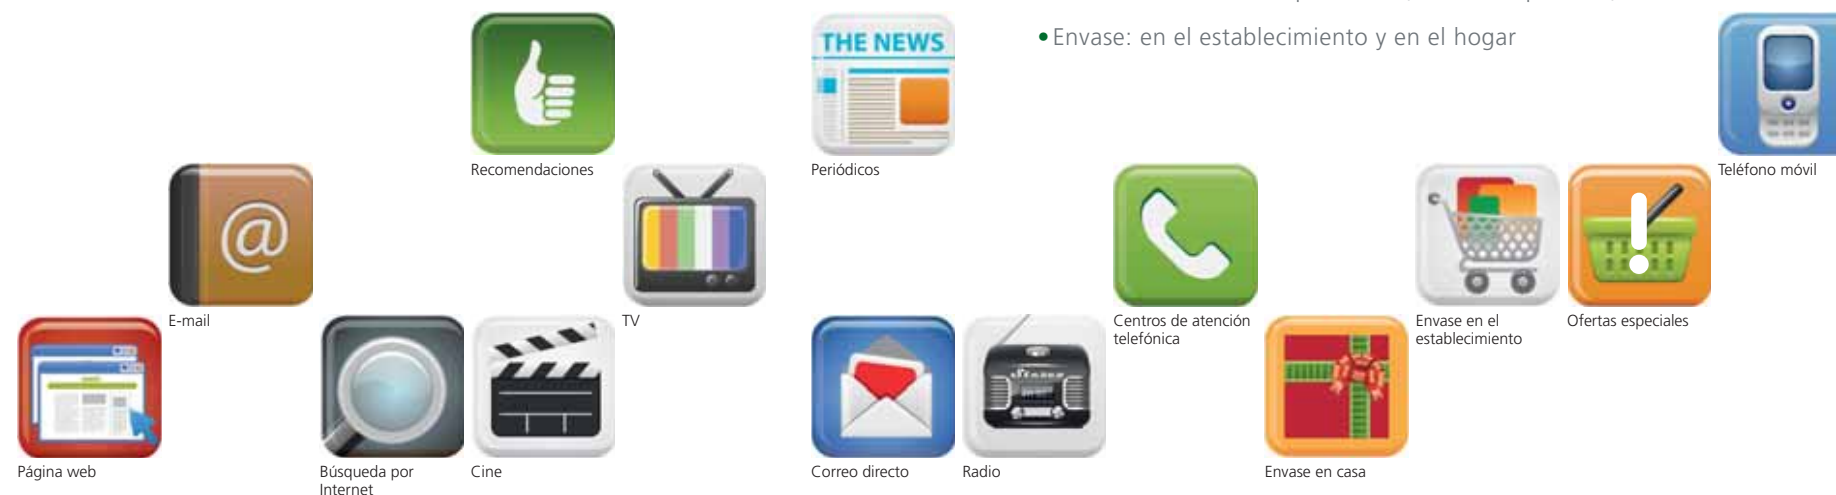 • Envase: en el establecimiento y en el hogar
THE NEWS
Recomendaciones
Periódicos
Teléfono móvil
@
E-mail
TV
Centros de atención
telefónica
Envase en el
establecimiento
Ofertas especiales
!
Página web
Búsqueda por
Internet
Cine
Correo directo
Radio
Envase en casa